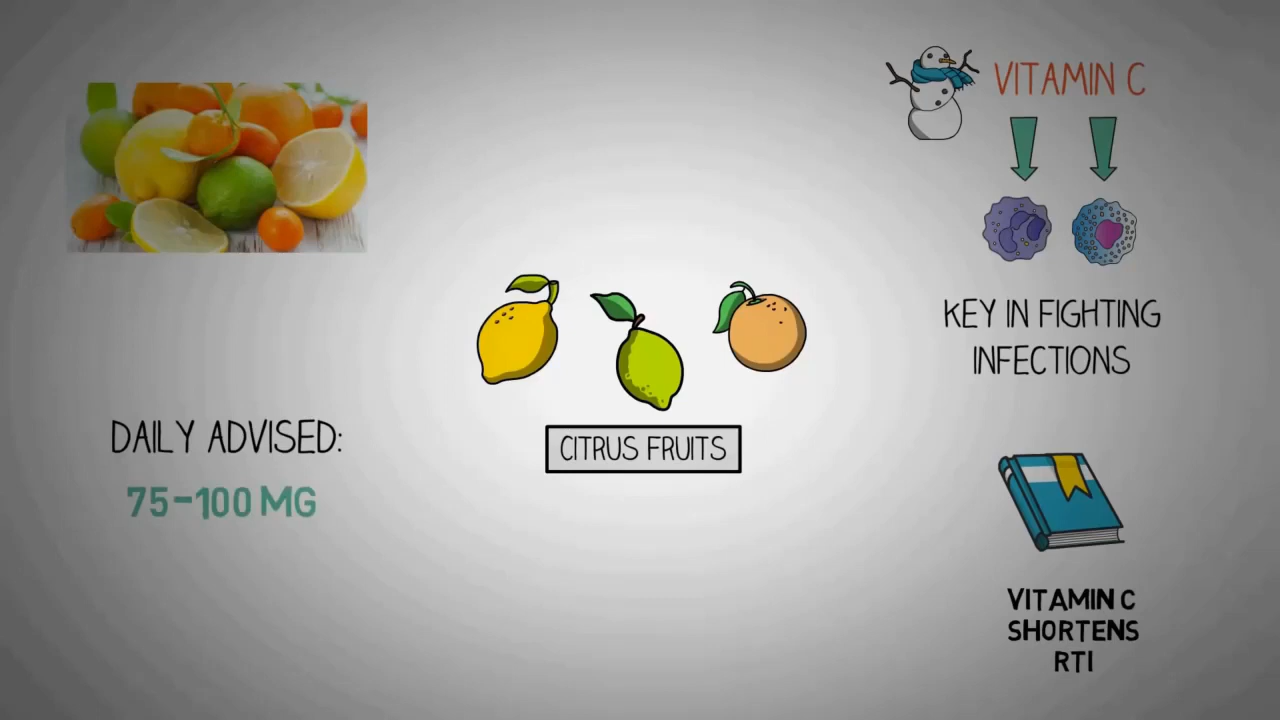 VITAMIN C
KEY IN FIGHTING
INFECTIONS
DAILY ADVISED:
75-100 MG
CITRUS FRUITS
VITAMIN C
SHORTENS
RTI